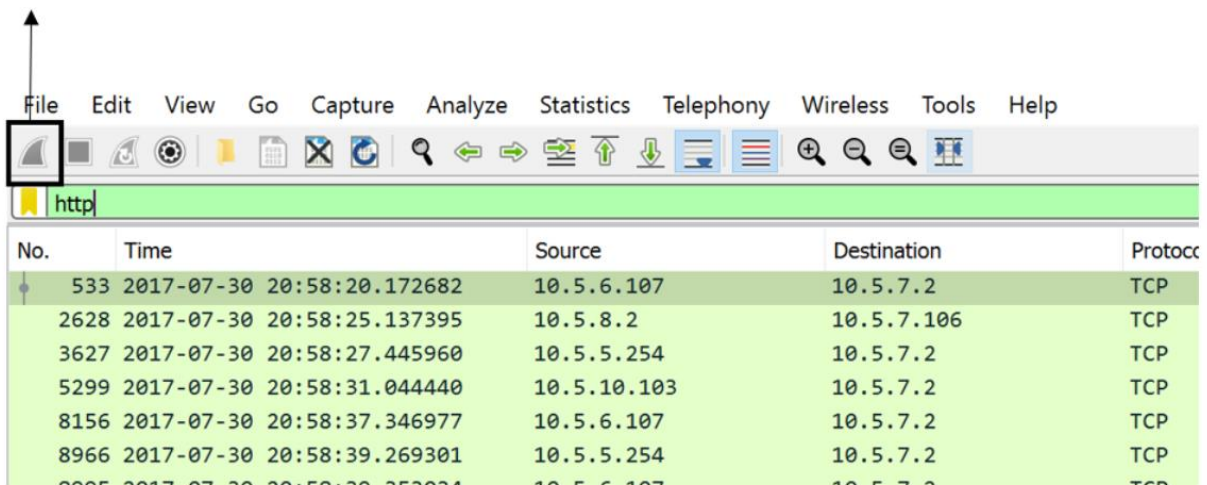 File Edit View Go Capture Analyze Statistics Telephony Wireless Tools Help
http
No. Time Source Destination Protoco
533 2017-07-30 20:58:20.172682 10.5.6.107 10.5.7.2 TCP
2628 2017-07-30 20:58:25.137395 10.5.8.2 10.5.7.106 TCP
3627 2017-07-30 20:58:27.445960 10.5.5.254 10.5.7.2 TCP
5299 2017-07-30 20:58:31.044440 10.5.10.103 10.5.7.2 TCP
8156 2017-07-30 20:58:37.346977 10.5.6.107 10.5.7.2 TCP
8966 2017-07-30 20:58:39.269301 10.5.5.254 10.5.7.2 TCP